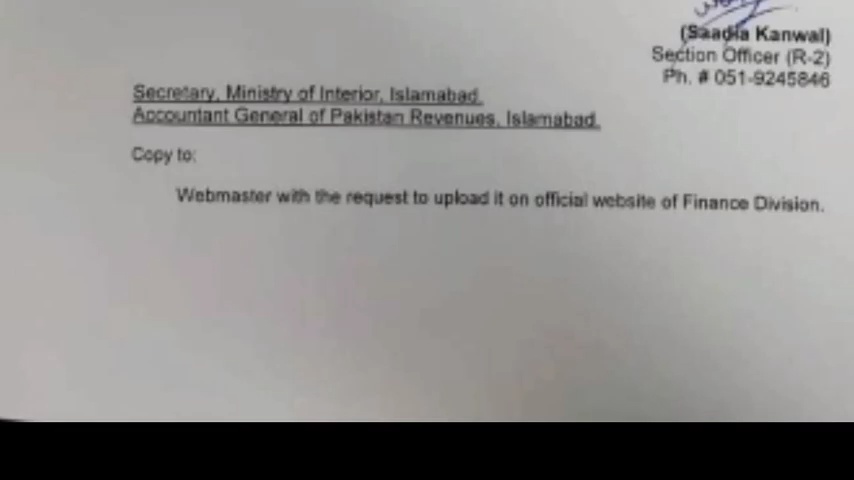 (Saadia Kanwal)
Section Officer (R-2)
Ph. # 051-9245846
Secretary, Ministry of Interior, Islamabad.
Accountant General of Pakistan Revenues, Islamabad.
Copy to:
Webmaster with the request to upload it on official website of Finance Division.